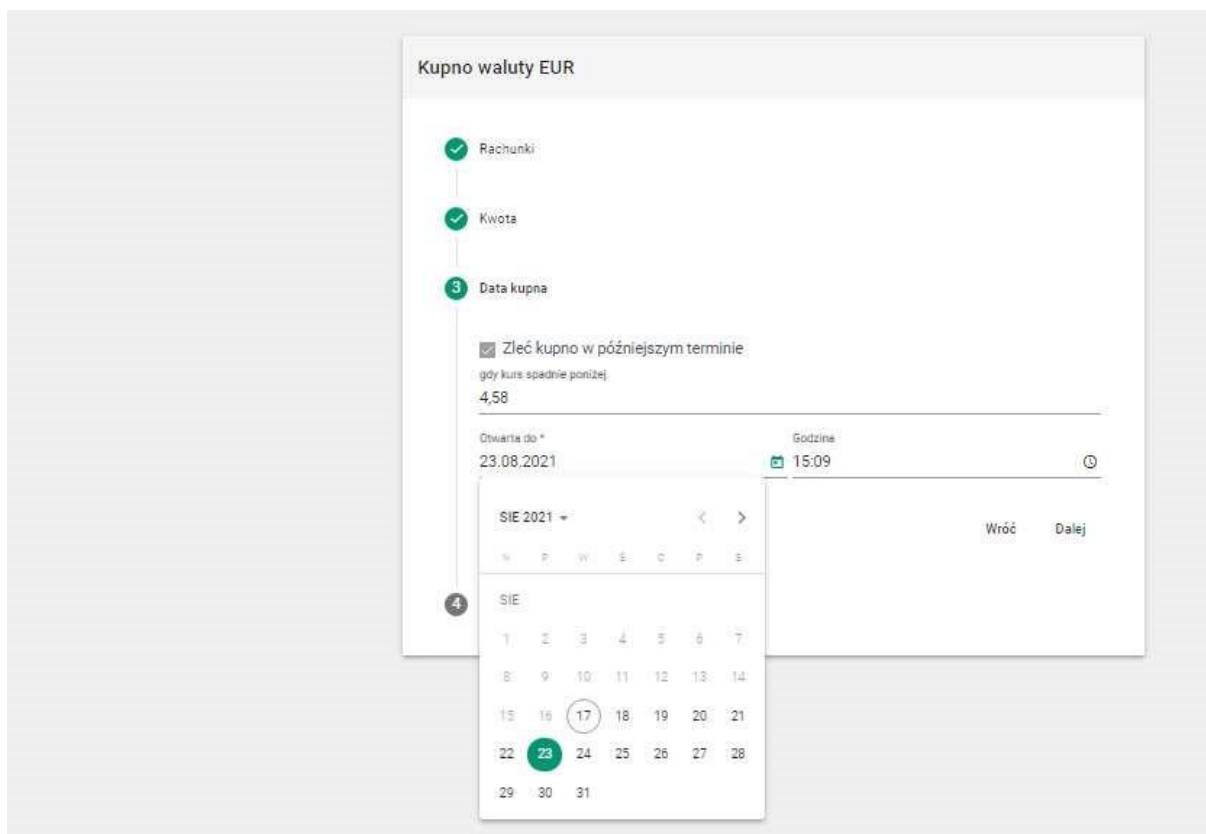 Kupno waluty EUR
Rachunki
Kwota
3 Data kupna
Zleć kupno w późniejszym terminie
gdy kurs spadnie poniżej
4,58
Otwarta do * Godzina
23.08.2021 15:09
SIE 2021
Wróć Dalej
N P W Ś C P S
4 SIE
1 2 3 4 5 6 7
8 9 10 11 12 13 14
15 16 17 18 19 20 21
22 23 24 25 26 27 28
29 30 31